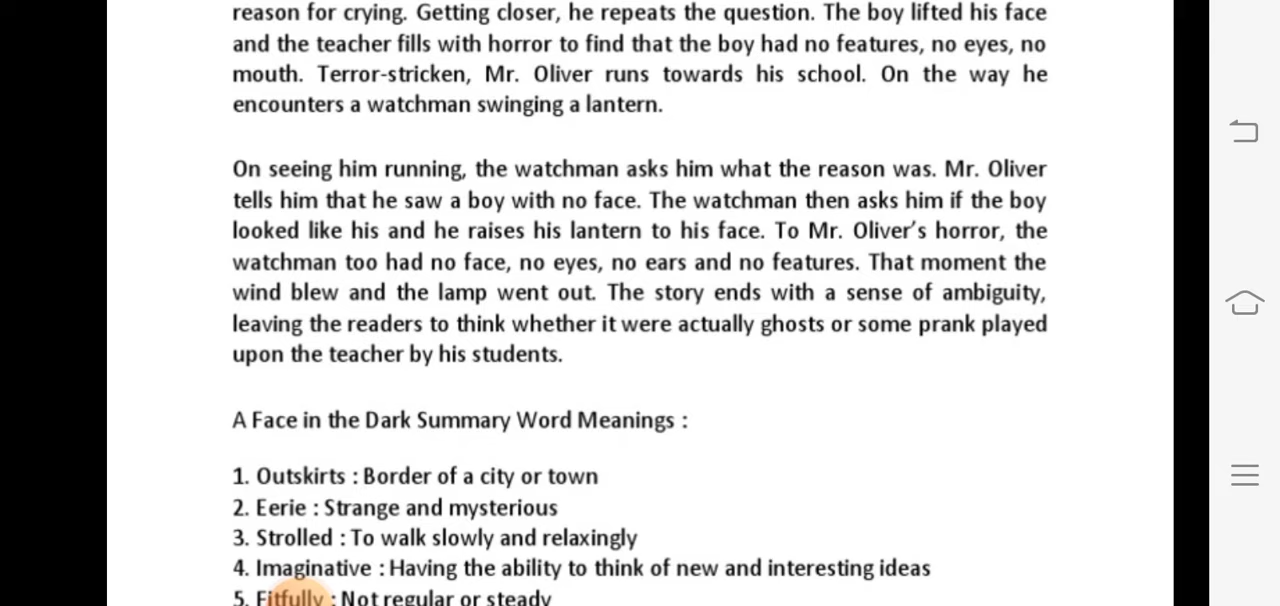 reason for crying. Getting closer, he repeats the question. The boy lifted his face
and the teacher fills with horror to find that the boy had no features, no eyes, no
mouth. Terror-stricken, Mr. Oliver runs towards his school. On the way he
encounters a watchman swinging a lantern.
On seeing him running, the watchman asks him what the reason was. Mr. Oliver
tells him that he saw a boy with no face. The watchman then asks him if the boy
looked like his and he raises his lantern to his face. To Mr. Oliver's horror, the
watchman too had no face, no eyes, no ears and no features. That moment the
wind blew and the lamp went out. The story ends with a sense of ambiguity,
leaving the readers to think whether it were actually ghosts or some prank played
upon the teacher by his students.
A Face in the Dark Summary Word Meanings :
1. Outskirts : Border of a city or town
2. Eerie : Strange and mysterious
3. Strolled : To walk slowly and relaxingly
4. Imaginative : Having the ability to think of new and interesting ideas
5. Fitfully : Not regular or steady